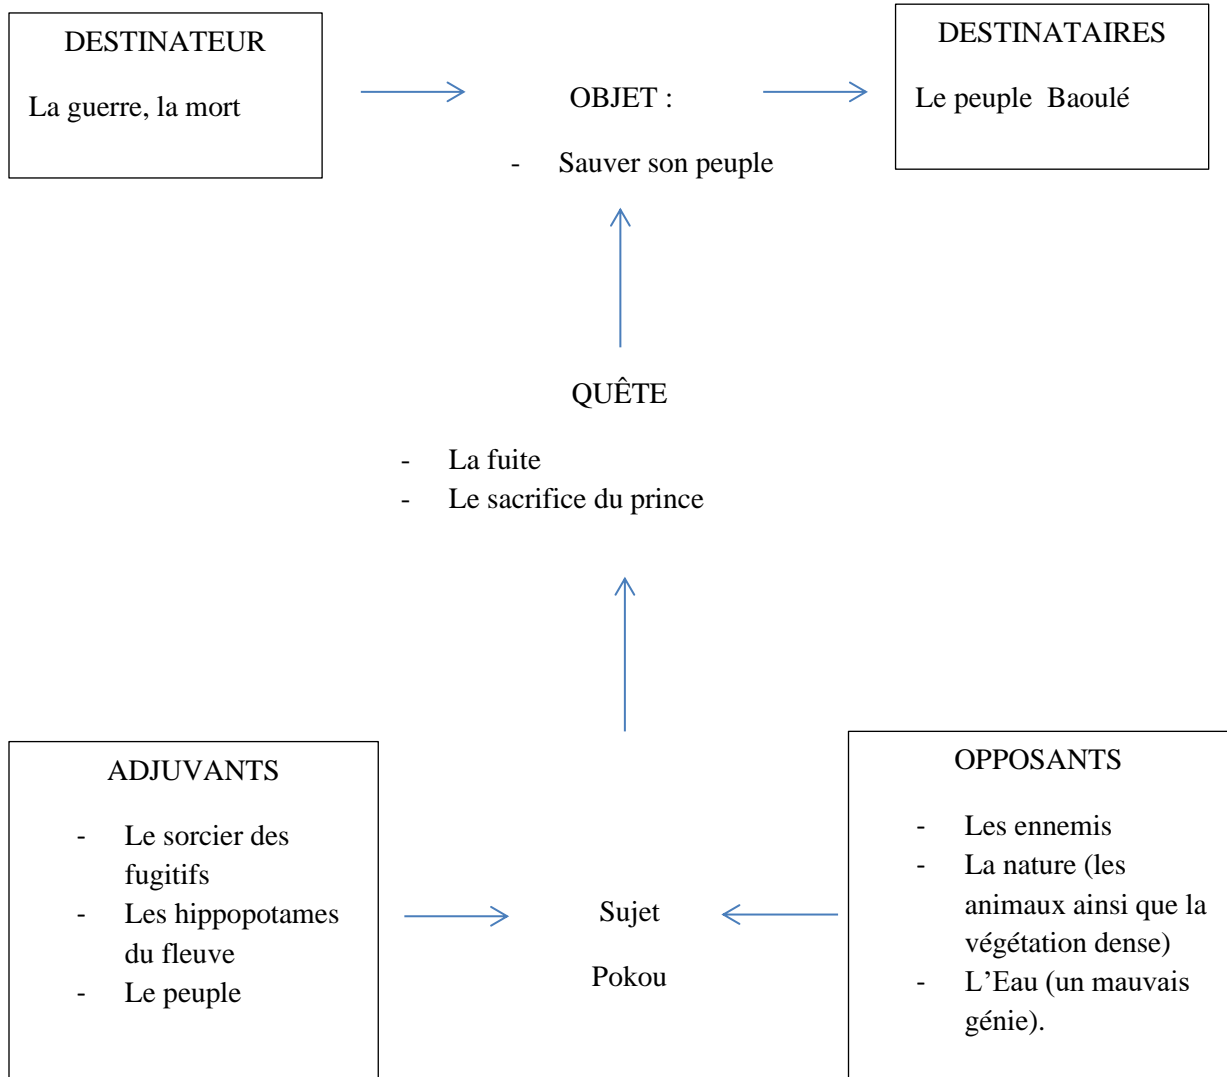 DESTINATEUR
La guerre, la mort
OBJET :
- Sauver son peuple
DESTINATAIRES
Le peuple Baoulé
QUÊTE
- La fuite
- Le sacrifice du prince
ADJUVANTS
- Le sorcier des
fugitifs
- Les hippopotames
du fleuve
- Le peuple
Sujet
Pokou
OPPOSANTS
- Les ennemis
- La nature (les
animaux ainsi que la
végétation dense)
- L’Eau (un mauvais
génie).